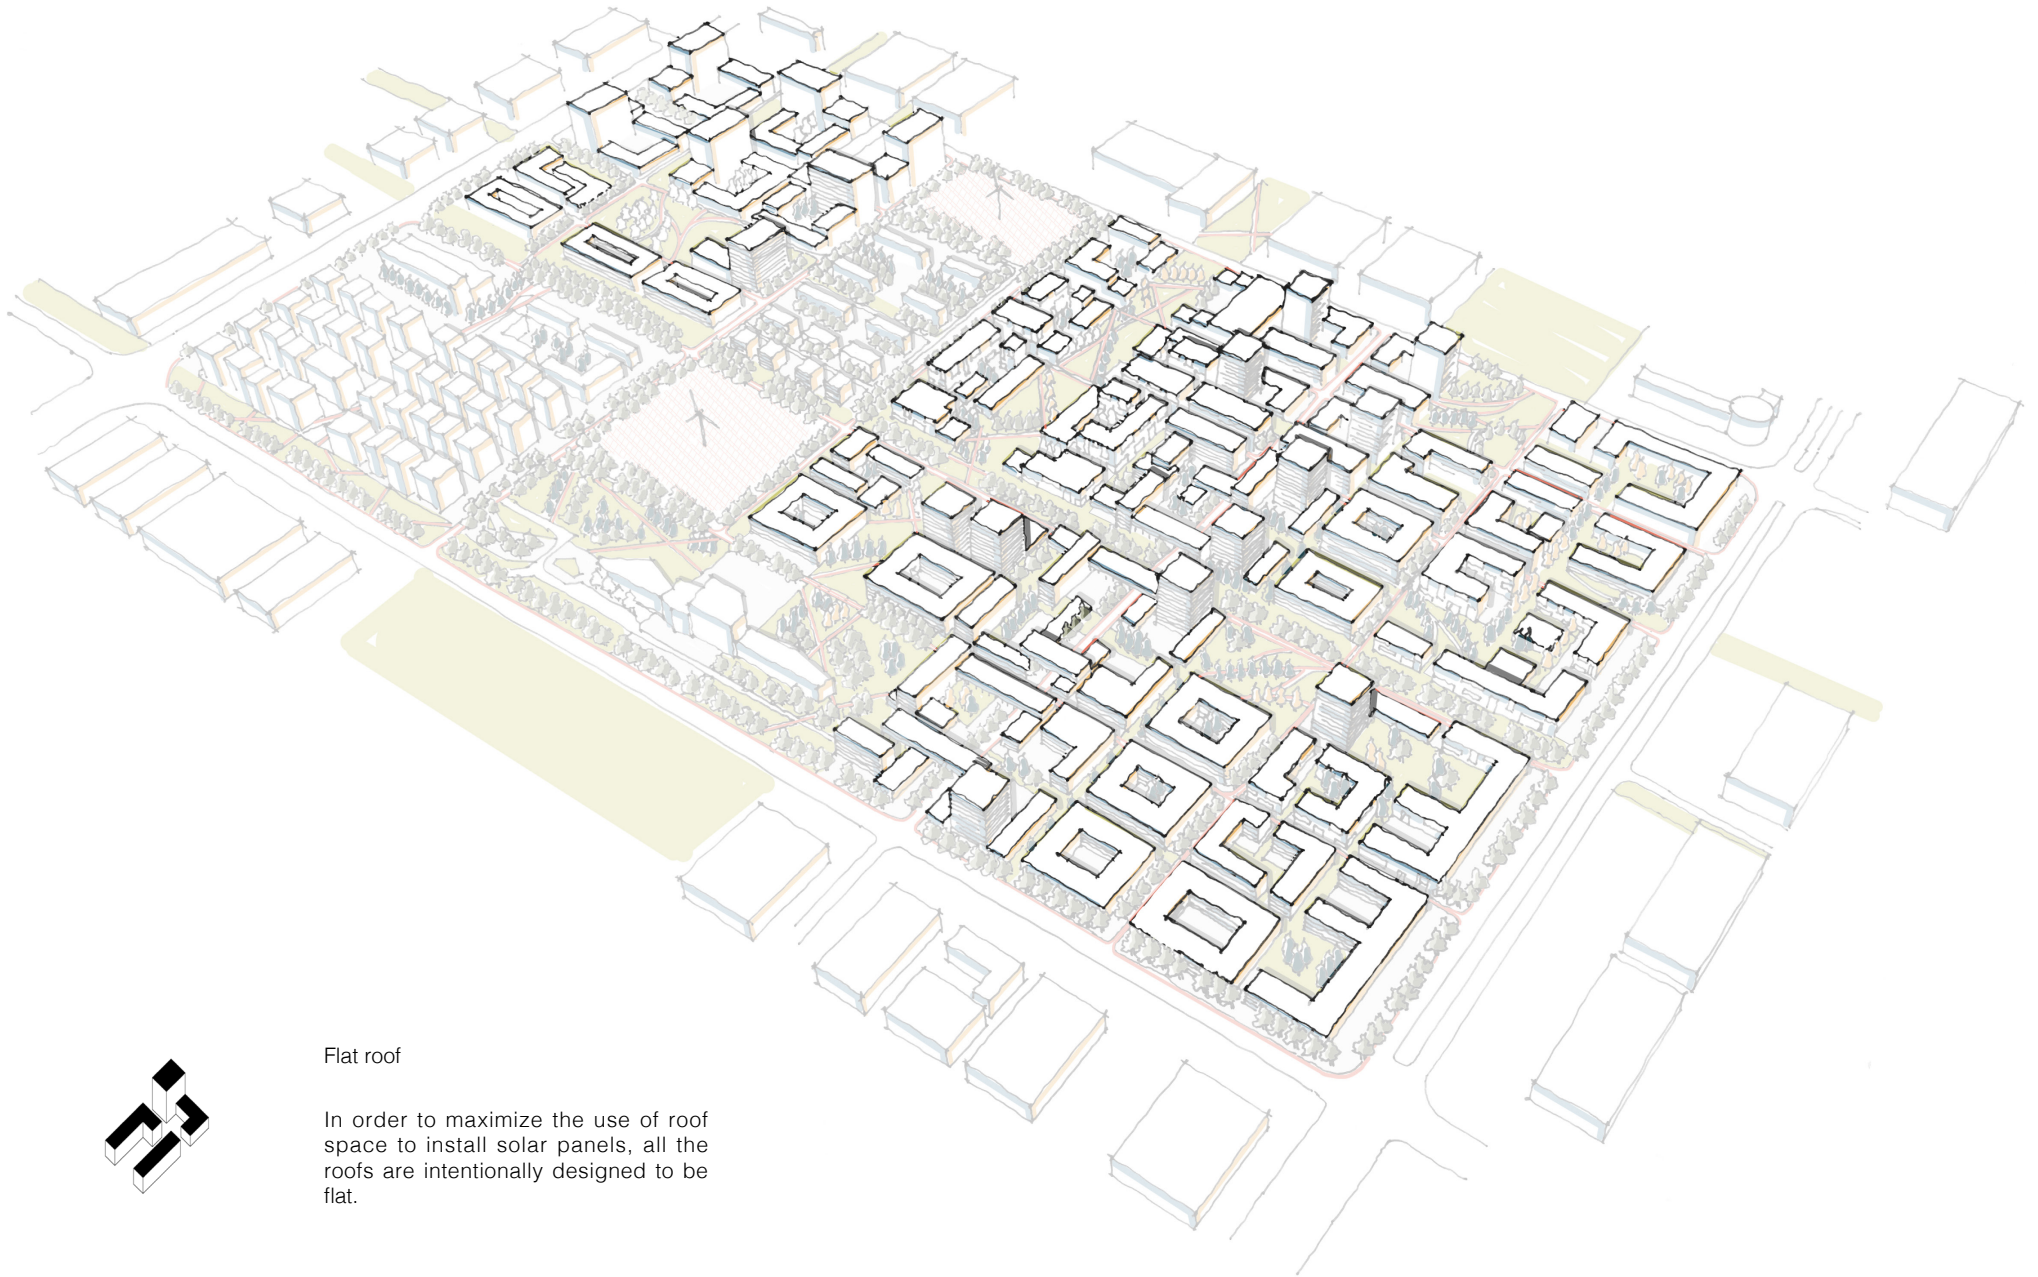 Flat roof
In order to maximize the use of roof
space to install solar panels, all the
roofs are intentionally designed to be
flat.